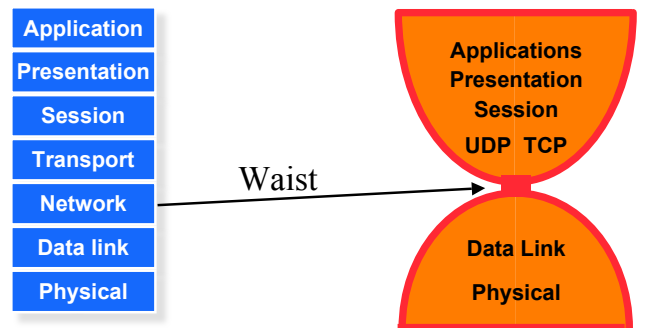 Application
Presentation
Session
Transport
Network
Data link
Physical
Waist
Applications
Presentation
Session
UDP TCP
Data Link
Physical